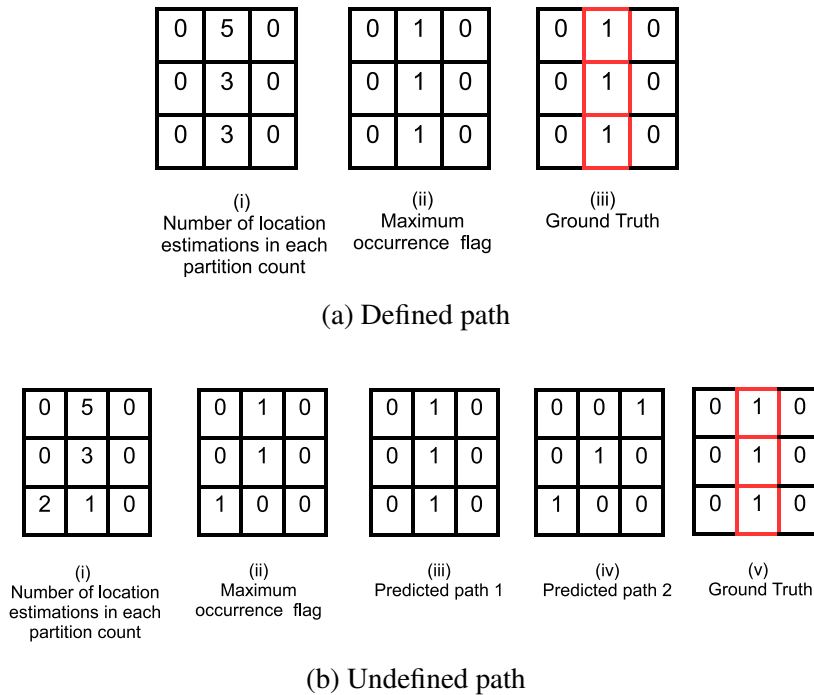 0 5 0 0 1 0 0 1 0
0 3 0 0 1 0 0 1 0
0 3 0 0 1 0 0 1 0
(i)
Number of location
estimations in each
partition count
(ii)
Maximum
occurrence flag
(iii)
Ground Truth
(a) Defined path
0 5 0 0 1 0 0 1 0 0 0 1 0 1 0
0 3 0 0 1 0 0 1 0 0 1 0 0 1 0
2 1 0 1 0 0 0 1 0 1 0 0 0 1 0
(i)
Number of location
estimations in each
partition count
(ii)
Maximum
occurrence flag
(iii)
Predicted path 1
(iv)
Predicted path 2
(v)
Ground Truth
(b) Undefined path